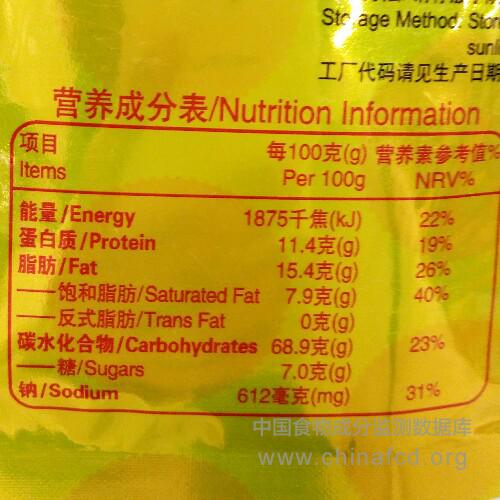 Storage Method: Stor
sunli
工厂代码请见生产日期
营养成分表/Nutrition Information
项目 每100克(g) 营养素参考值%
Items Per 100g NRV%
能量/Energy 1875千焦(kJ) 22%
蛋白质/Protein 11.4克(g) 19%
脂肪/Fat 15.4克(g) 26%
——饱和脂肪/Saturated Fat 7.9克(g) 40%
——反式脂肪/Trans Fat 0克(g)
碳水化合物/Carbohydrates 68.9克(g) 23%
——糖/Sugars 7.0克(g)
钠/Sodium 612毫克(mg) 31%
中国食物成分监测数据库
www.chinafcd.org